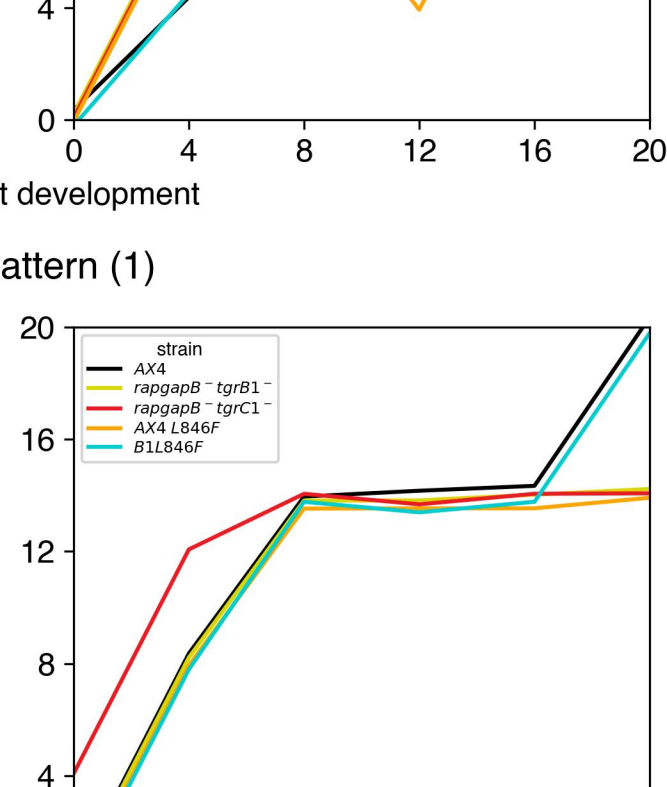 4
0
0 4 8 12 16 20
t development
attern (1)
20
strain
AX4
rapgapB⁻tgrB1⁻
rapgapB⁻tgrC1⁻
AX4 L846F
B1L846F
16
12
8
4